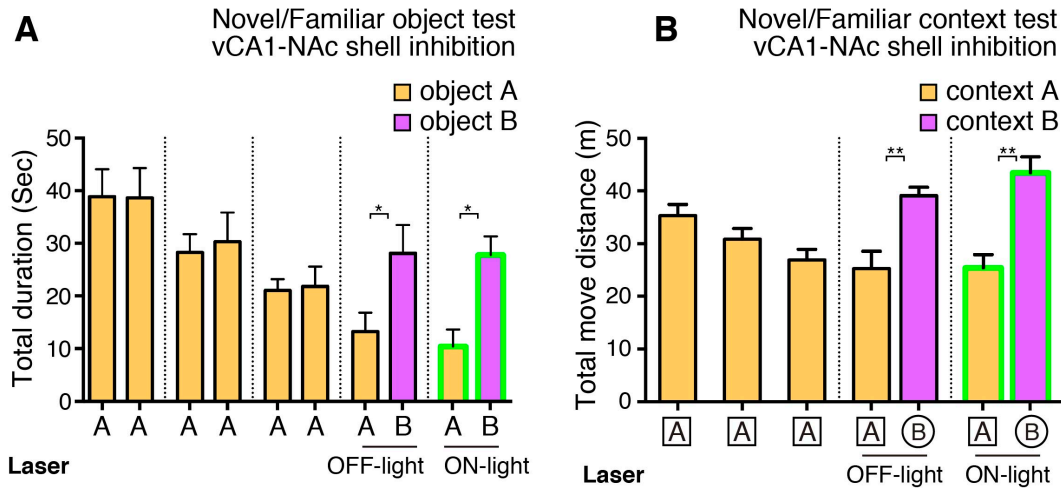 A
Novel/Familiar object test
vCA1-NAc shell inhibition
object A
object B
Total duration (Sec)
50
40
30
20
10
0
* *
A A A A A A A B A B
OFF-light ON-light
Laser
B
Novel/Familiar context test
vCA1-NAc shell inhibition
context A
context B
Total move distance (m)
50
40
30
20
10
0
** **
A A A A B A B
OFF-light ON-light
Laser